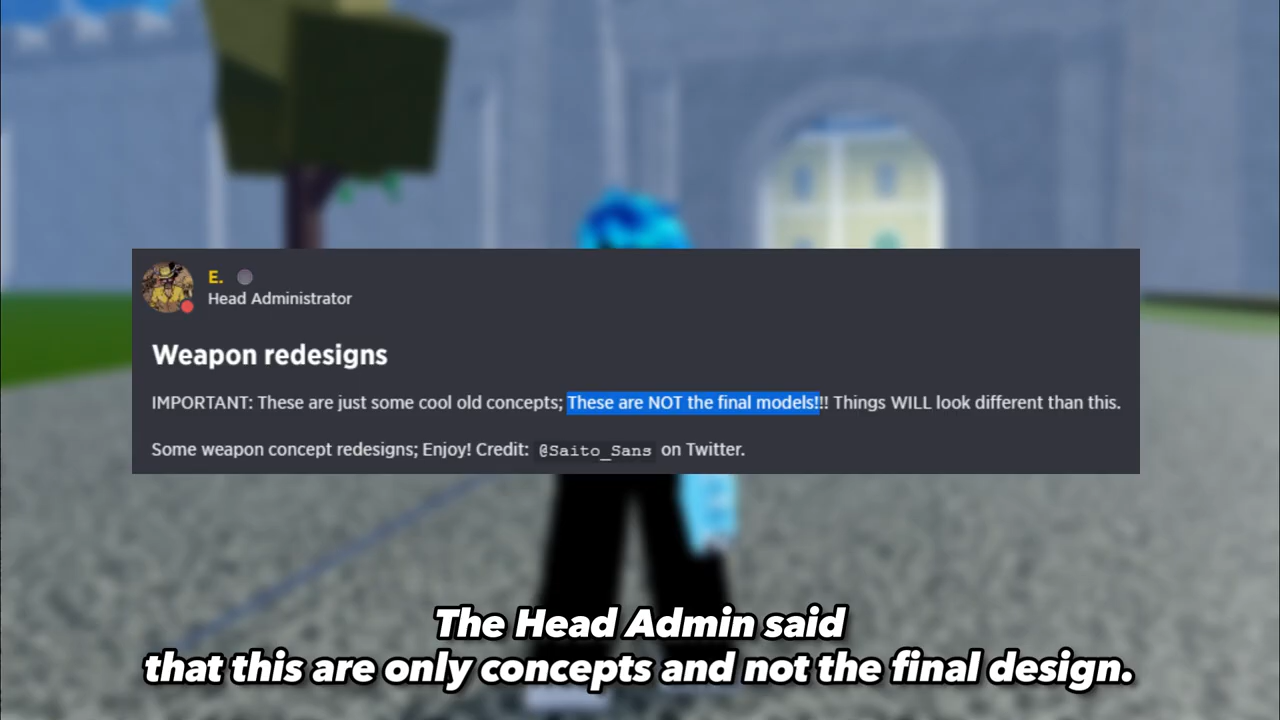 E.
Head Administrator
Weapon redesigns
IMPORTANT: These are just some cool old concepts; These are NOT the final models!!! Things WILL look different than this.
Some weapon concept redesigns; Enjoy! Credit: @Saito_Sans on Twitter.
The Head Admin said
that this are only concepts and not the final design.